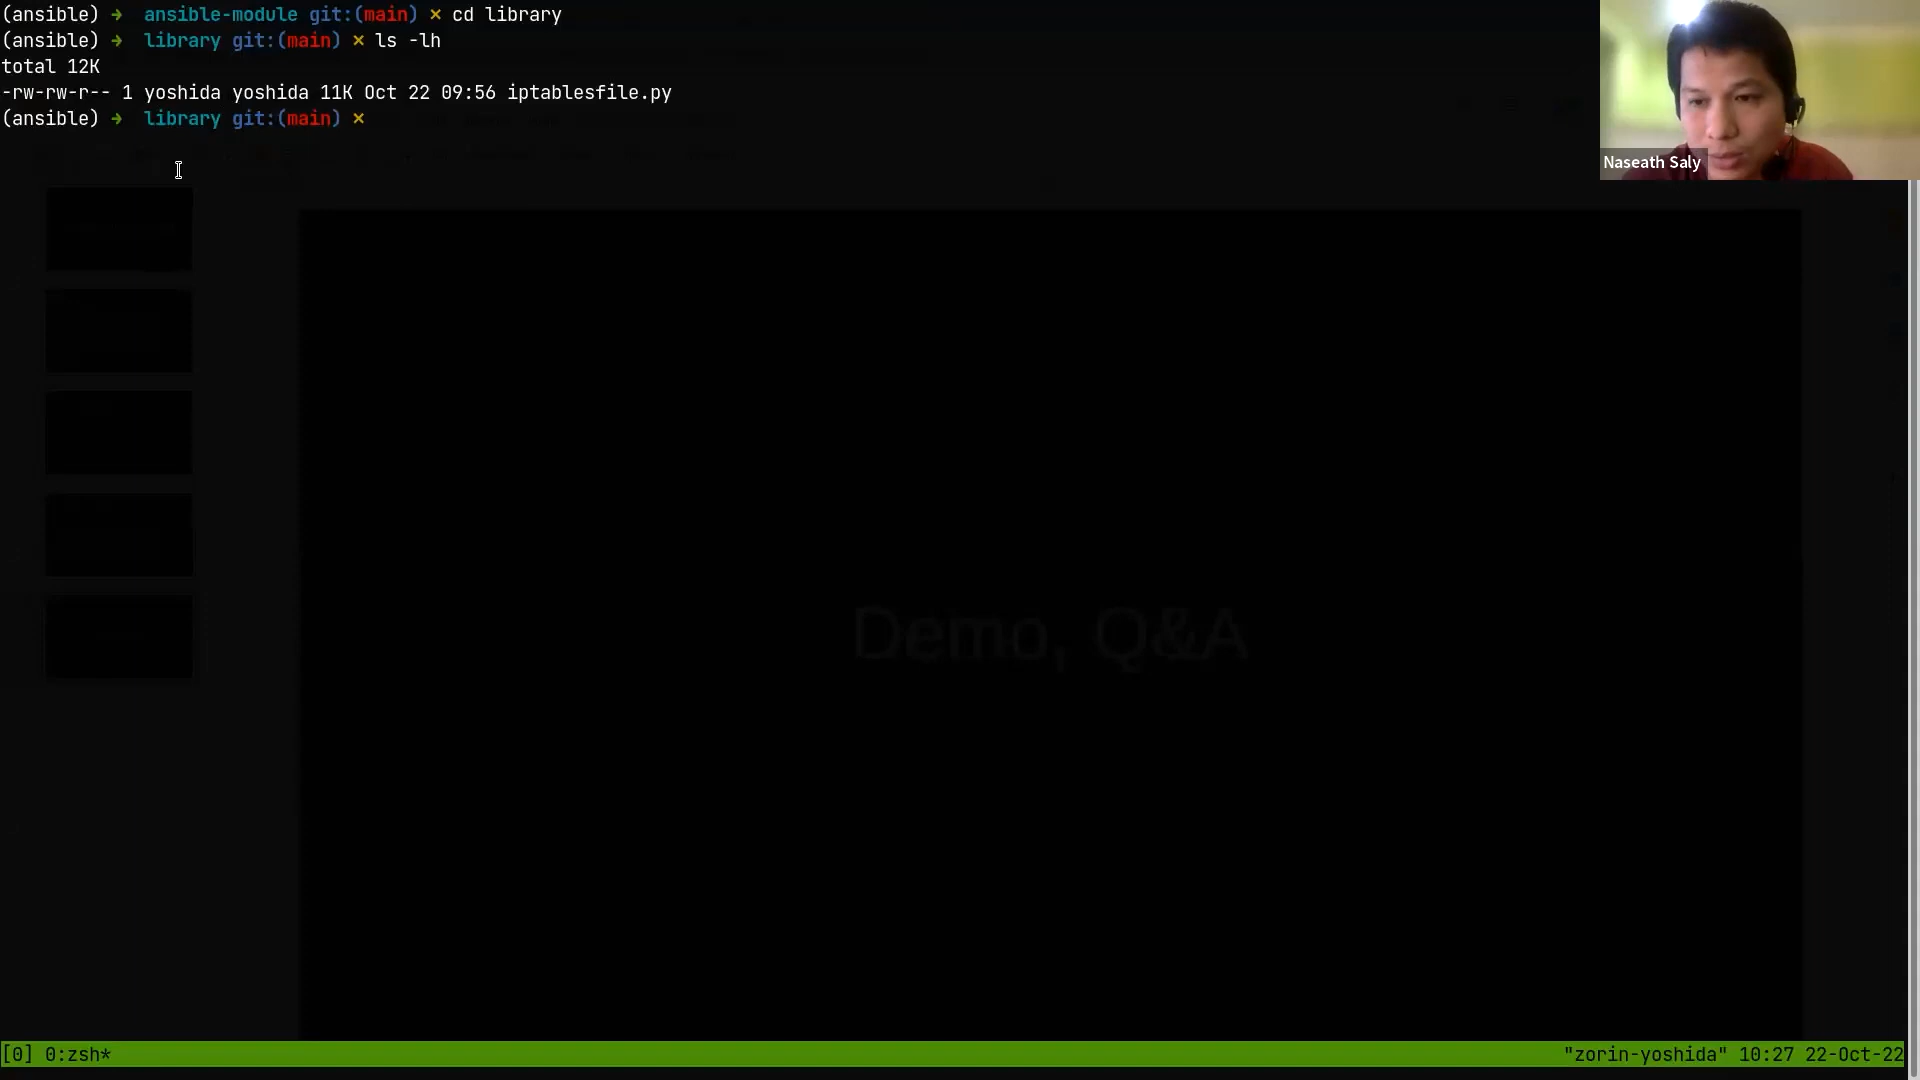 (ansible) → ansible-module git:(main) × cd library
(ansible) → library git:(main) × ls -lh
total 12K
-rw-rw-r-- 1 yoshida yoshida 11K Oct 22 09:56 iptablesfile.py
(ansible) → library git:(main) ×
Naseath Saly
Demo, Q&A
[0] 0:zsh* "zorin-yoshida" 10:27 22-Oct-22